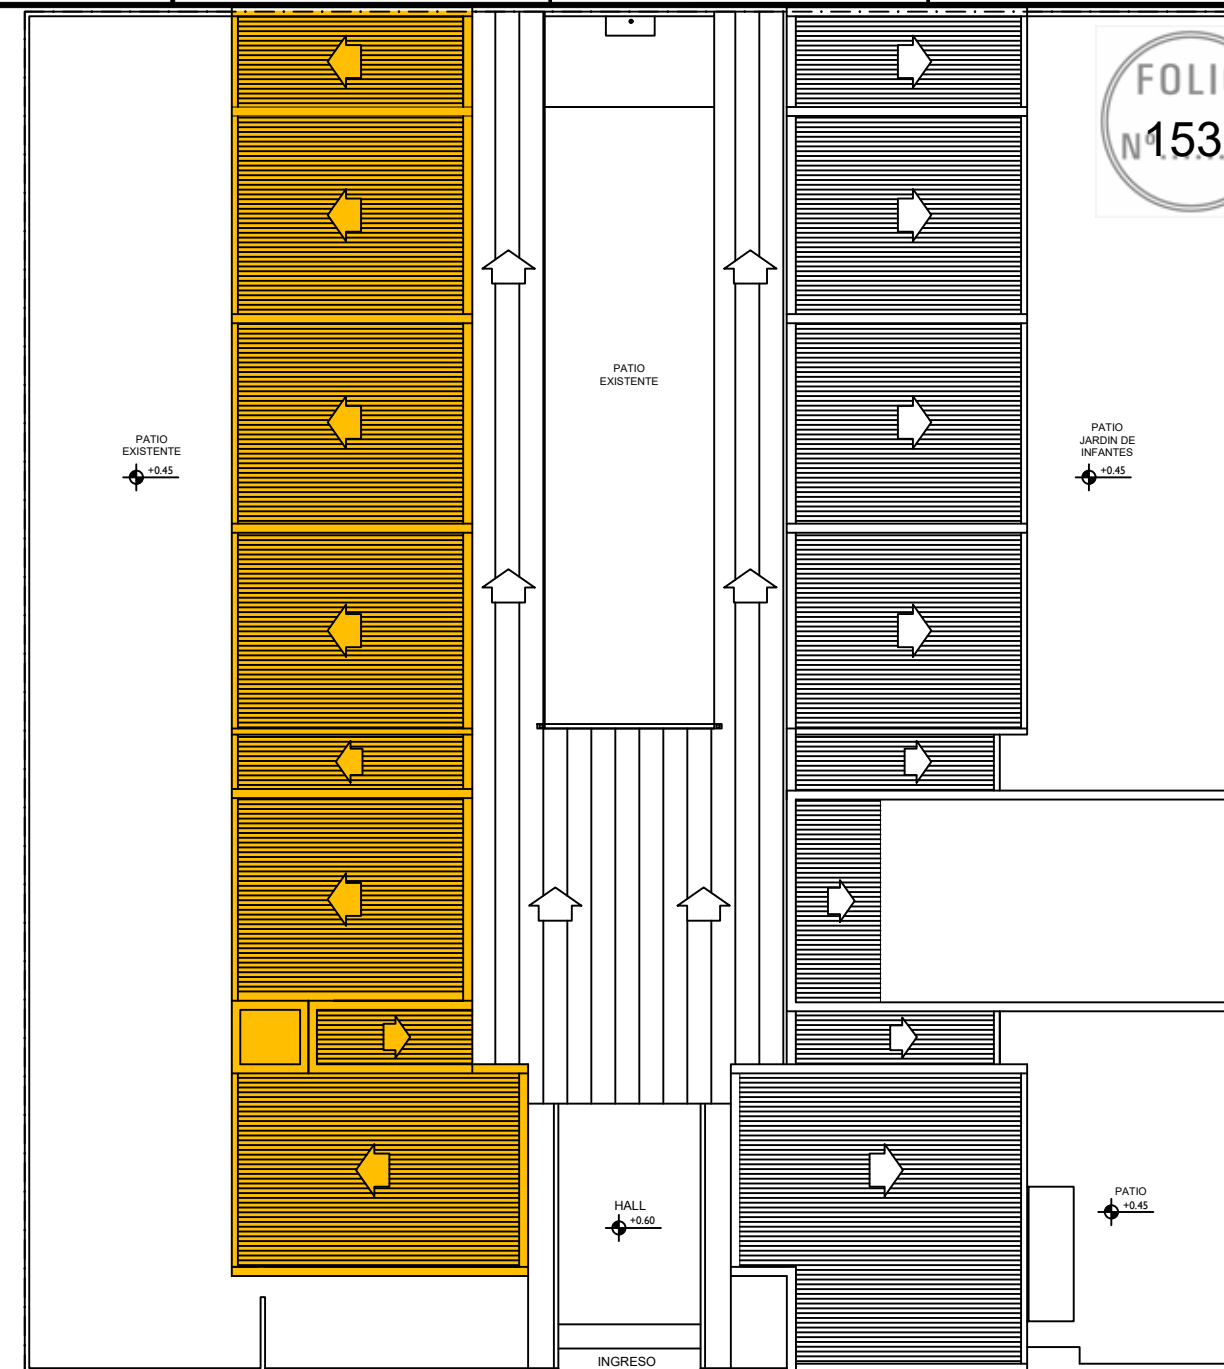 FOLI
Nº 153
PATIO
EXISTENTE
PATIO
EXISTENTE
+0.45
PATIO
JARDIN DE
INFANTES
+0.45
HALL
+0.60
PATIO
+0.45
INGRESO